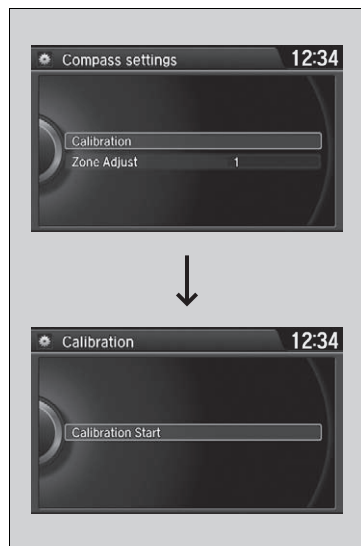 Compass settings 12:34
Calibration
Zone Adjust 1
Calibration 12:34
Calibration Start